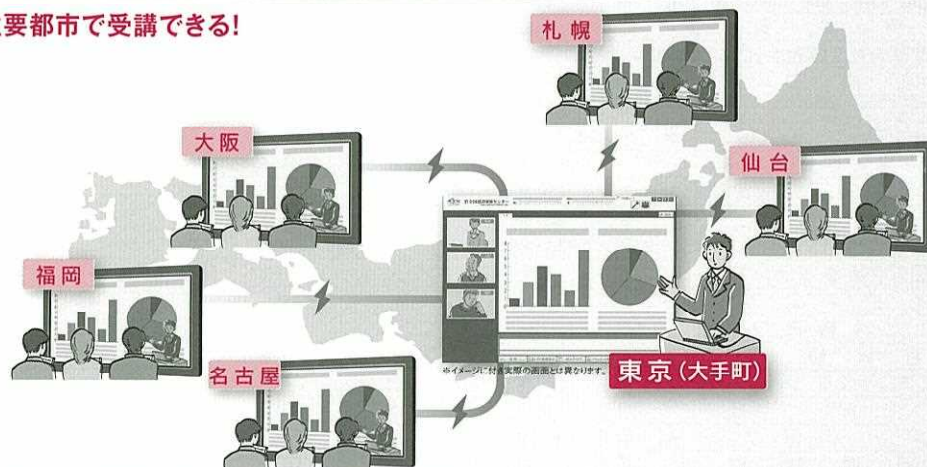 要都市で受講できる!
札幌
大阪
仙台
福岡
名古屋
※イメージに付き実際の画面とは異なります。
東京(大手町)